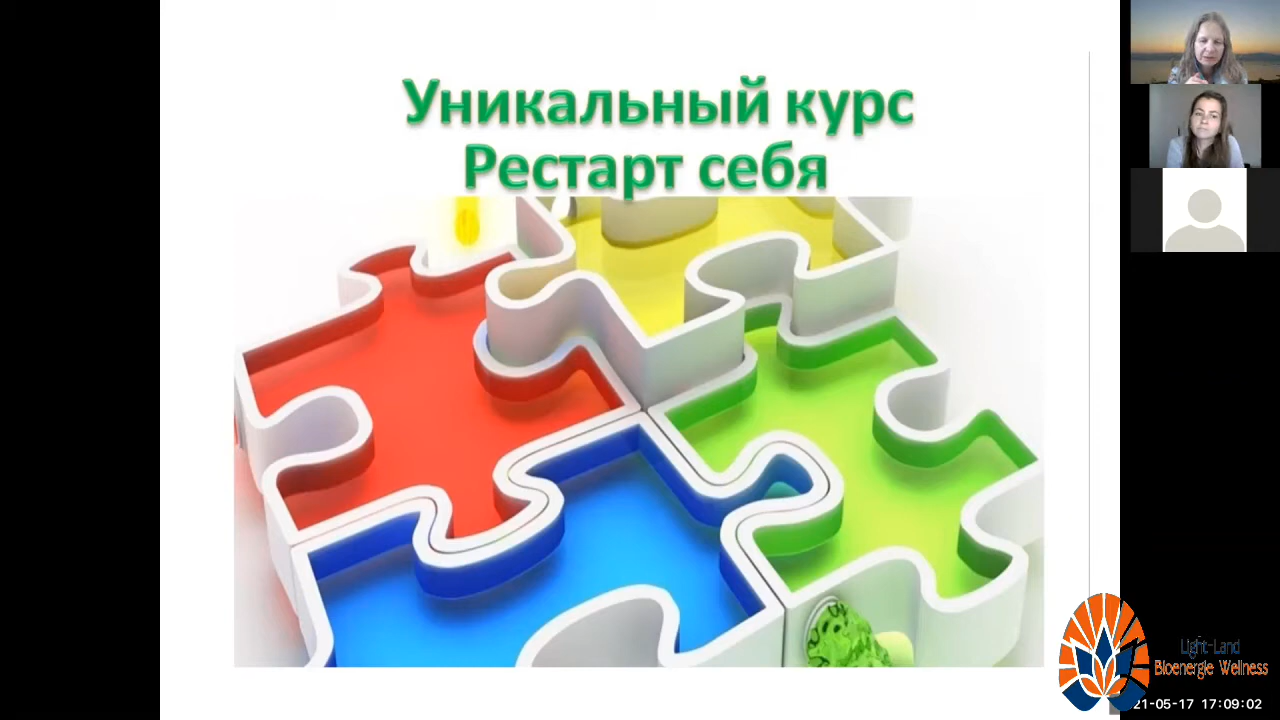 Уникальный курс
Рестарт себя
Light-Land
Bioenergie Wellness
21-05-17 17:09:02